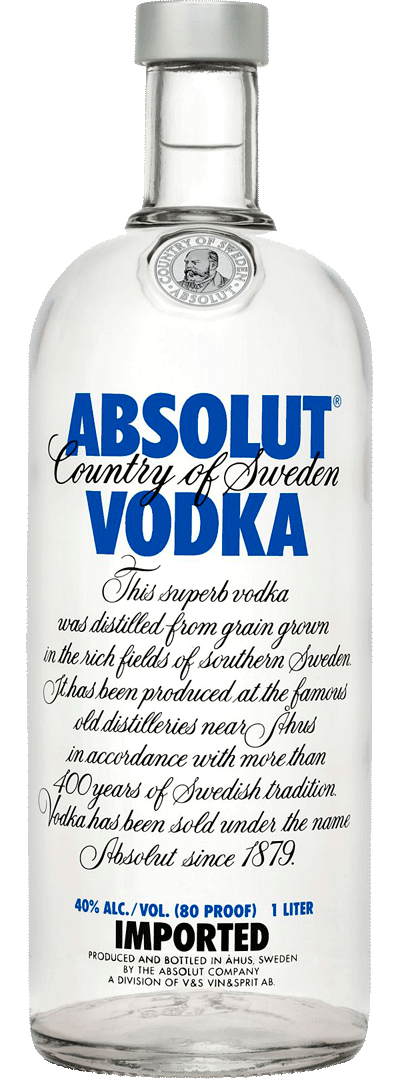 COUNTRY OF SWEDEN
ABSOLUT
ABSOLUT®
Country of Sweden
VODKA
This superb vodka
was distilled from grain grown
in the rich fields of southern Sweden.
It has been produced at the famous
old distilleries near Åhus
in accordance with more than
400 years of Swedish tradition.
Vodka has been sold under the name
Absolut since 1879.
40% ALC./VOL. (80 PROOF) 1 LITER
IMPORTED
PRODUCED AND BOTTLED IN ÅHUS, SWEDEN
BY THE ABSOLUT COMPANY
A DIVISION OF V&S VIN&SPRIT AB.